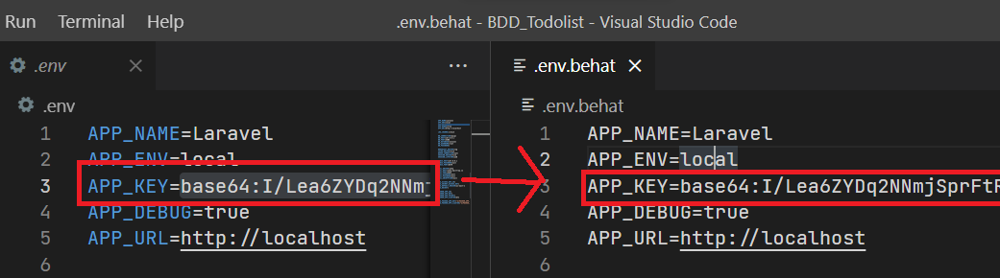 Run Terminal Help .env.behat - BDD_Todolist - Visual Studio Code
.env
.env
1 APP_NAME=Laravel
2 APP_ENV=local
3 APP_KEY=base64:I/Lea6ZYDq2NNm
4 APP_DEBUG=true
5 APP_URL=http://localhost
6
.env.behat
.env.behat
1 APP_NAME=Laravel
2 APP_ENV=local
3 APP_KEY=base64:I/Lea6ZYDq2NNmjSprFtR
4 APP_DEBUG=true
5 APP_URL=http://localhost
6